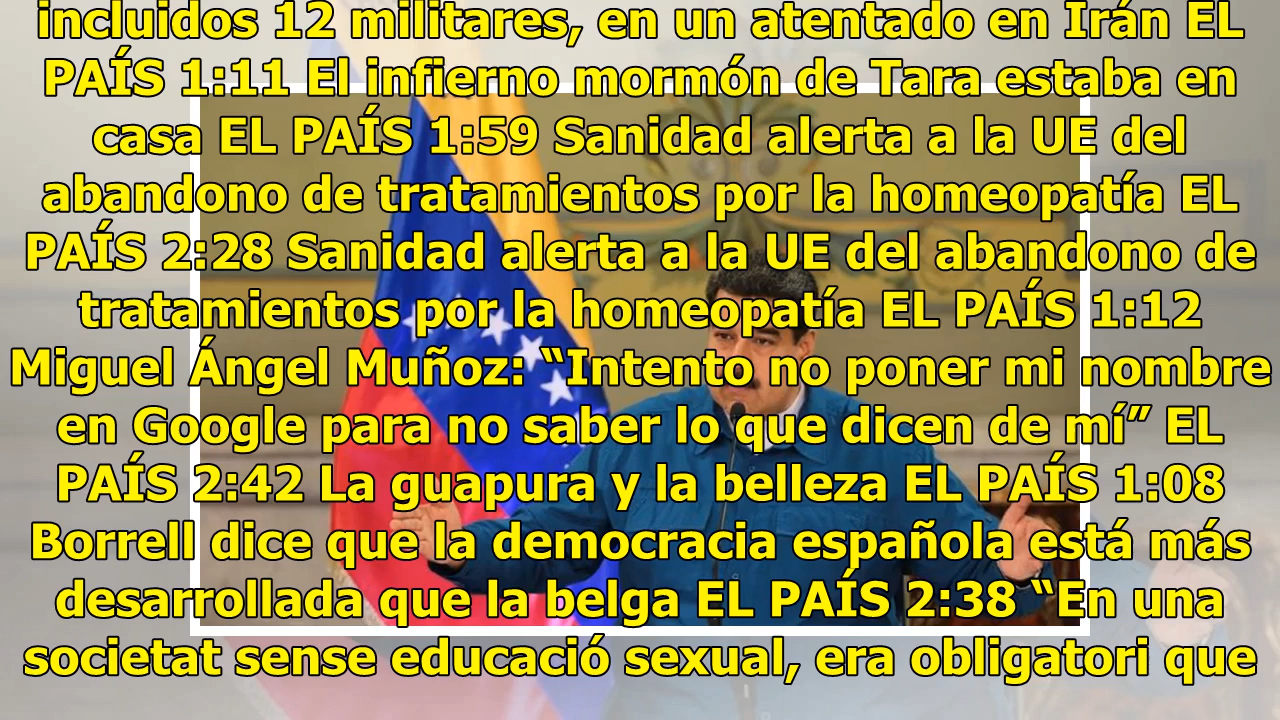 incluidos 12 militares, en un atentado en Irán EL
PAÍS 1:11 El infierno mormón de Tara estaba en
casa EL PAÍS 1:59 Sanidad alerta a la UE del
abandono de tratamientos por la homeopatía EL
PAÍS 2:28 Sanidad alerta a la UE del abandono de
tratamientos por la homeopatía EL PAÍS 1:12
Miguel Ángel Muñoz: “Intento no poner mi nombre
en Google para no saber lo que dicen de mí” EL
PAÍS 2:42 La guapura y la belleza EL PAÍS 1:08
Borrell dice que la democracia española está más
desarrollada que la belga EL PAÍS 2:38 “En una
societat sense educació sexual, era obligatori que